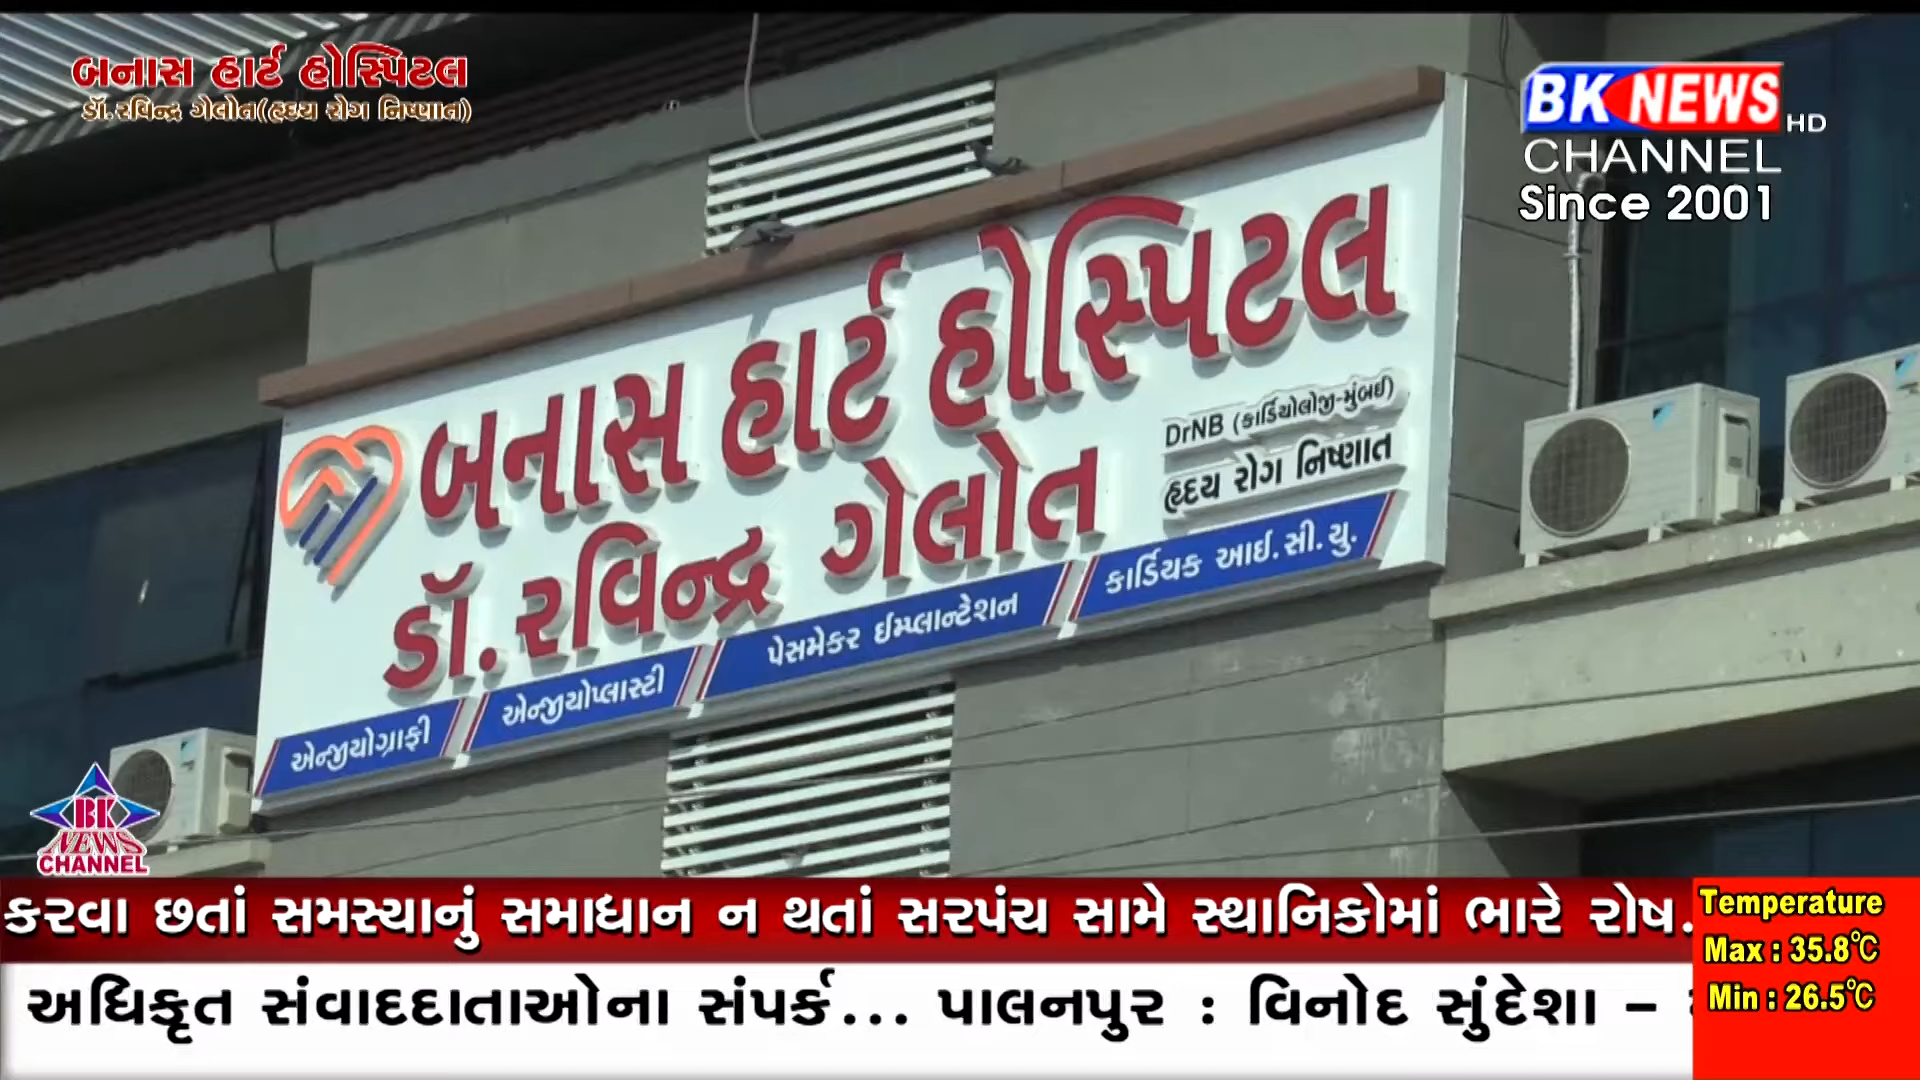 બનાસ હાર્ટ હોસ્પિટલ
ડૉ.રવિન્દ્ર ગેલોત((હૃદય રોગ નિષ્ણાત)
BK NEWS HD
CHANNEL
Since 2001
બનાસ હાર્ટ હોસ્પિટલ
ડૉ. રવિન્દ્ર ગેલોત
DrNB (કાર્ડિયોલોજી-મુંબઈ)
હૃદય રોગ નિષ્ણાત
એન્જીયોગ્રાફી
એન્જીયોપ્લાસ્ટી
પેસમેકર ઈમ્પ્લાન્ટેશન
કાર્ડિયક આઈ.સી.યુ.
BK
NEWS
CHANNEL
કરવા છતાં સમસ્યાનું સમાધાન ન થતાં સરપંચ સામે સ્થાનિકોમાં ભારે રોષ.
અધિકૃત સંવાદદાતાઓના સંપર્ક... પાલનપુર : વિનોદ સુંદેશા –
Temperature
Max : 35.8℃
Min : 26.5℃